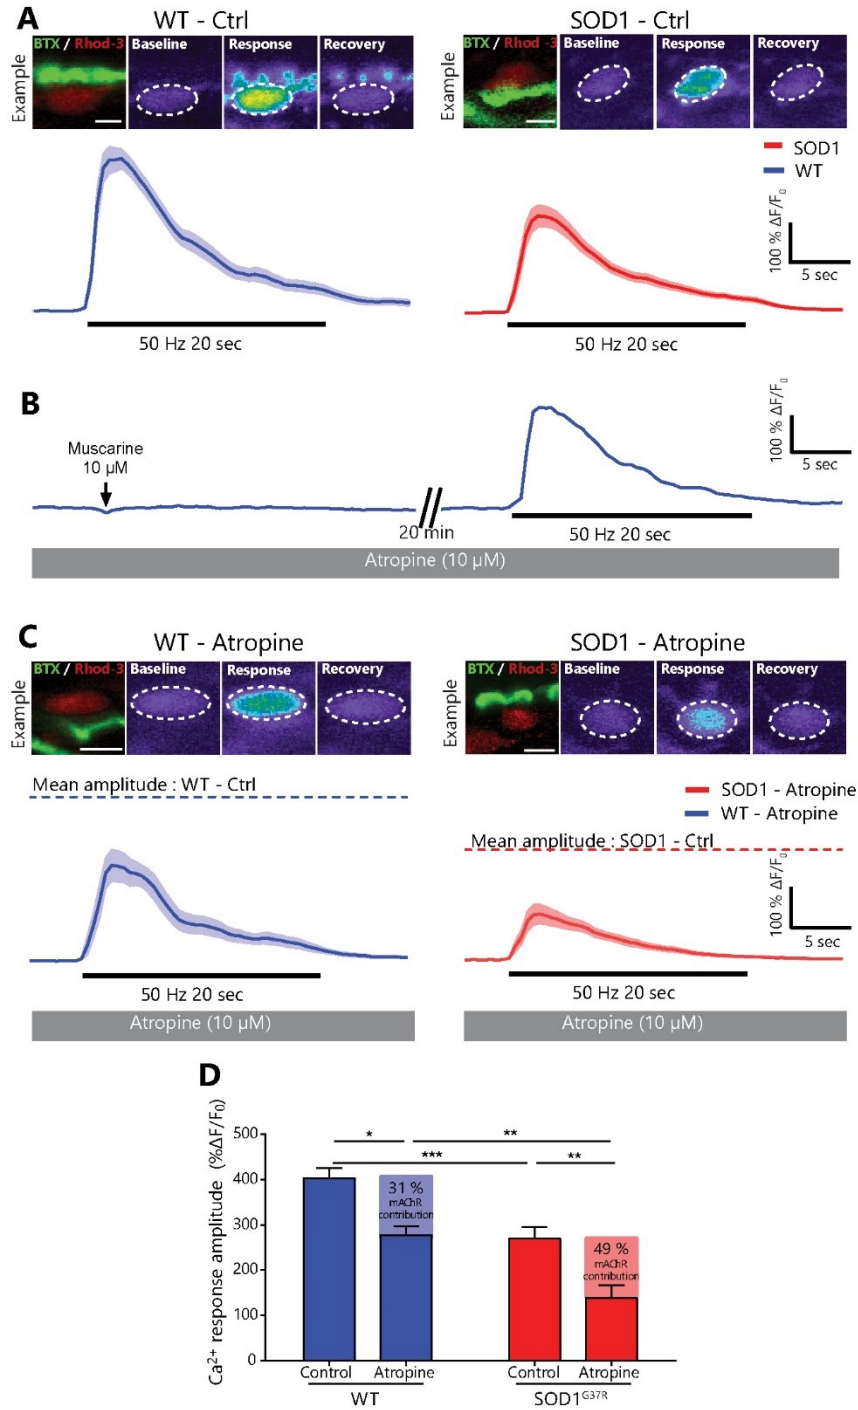 A
WT - Ctrl
SOD1 - Ctrl
Example
BTX / Rhod-3
Baseline
Response
Recovery
Example
BTX / Rhod -3
Baseline
Response
Recovery
SOD1
WT
100 % ΔF/F0
5 sec
50 Hz 20 sec
50 Hz 20 sec
B
Muscarine
10 µM
20 min
50 Hz 20 sec
100 % ΔF/F0
5 sec
Atropine (10 µM)
C
WT - Atropine
SOD1 - Atropine
Example
BTX / Rhod-3
Baseline
Response
Recovery
Example
BTX / Rhod-3
Baseline
Response
Recovery
Mean amplitude : WT - Ctrl
SOD1 - Atropine
WT - Atropine
Mean amplitude : SOD1 - Ctrl
100 % ΔF/F0
5 sec
50 Hz 20 sec
50 Hz 20 sec
Atropine (10 µM)
Atropine (10 µM)
D
Ca2+ response amplitude (%ΔF/F0)
500
400
300
200
100
0
*
**
***
**
31 %
mAChR
contribution
49 %
mAChR
contribution
Control
Atropine
Control
Atropine
WT
SOD1G37R